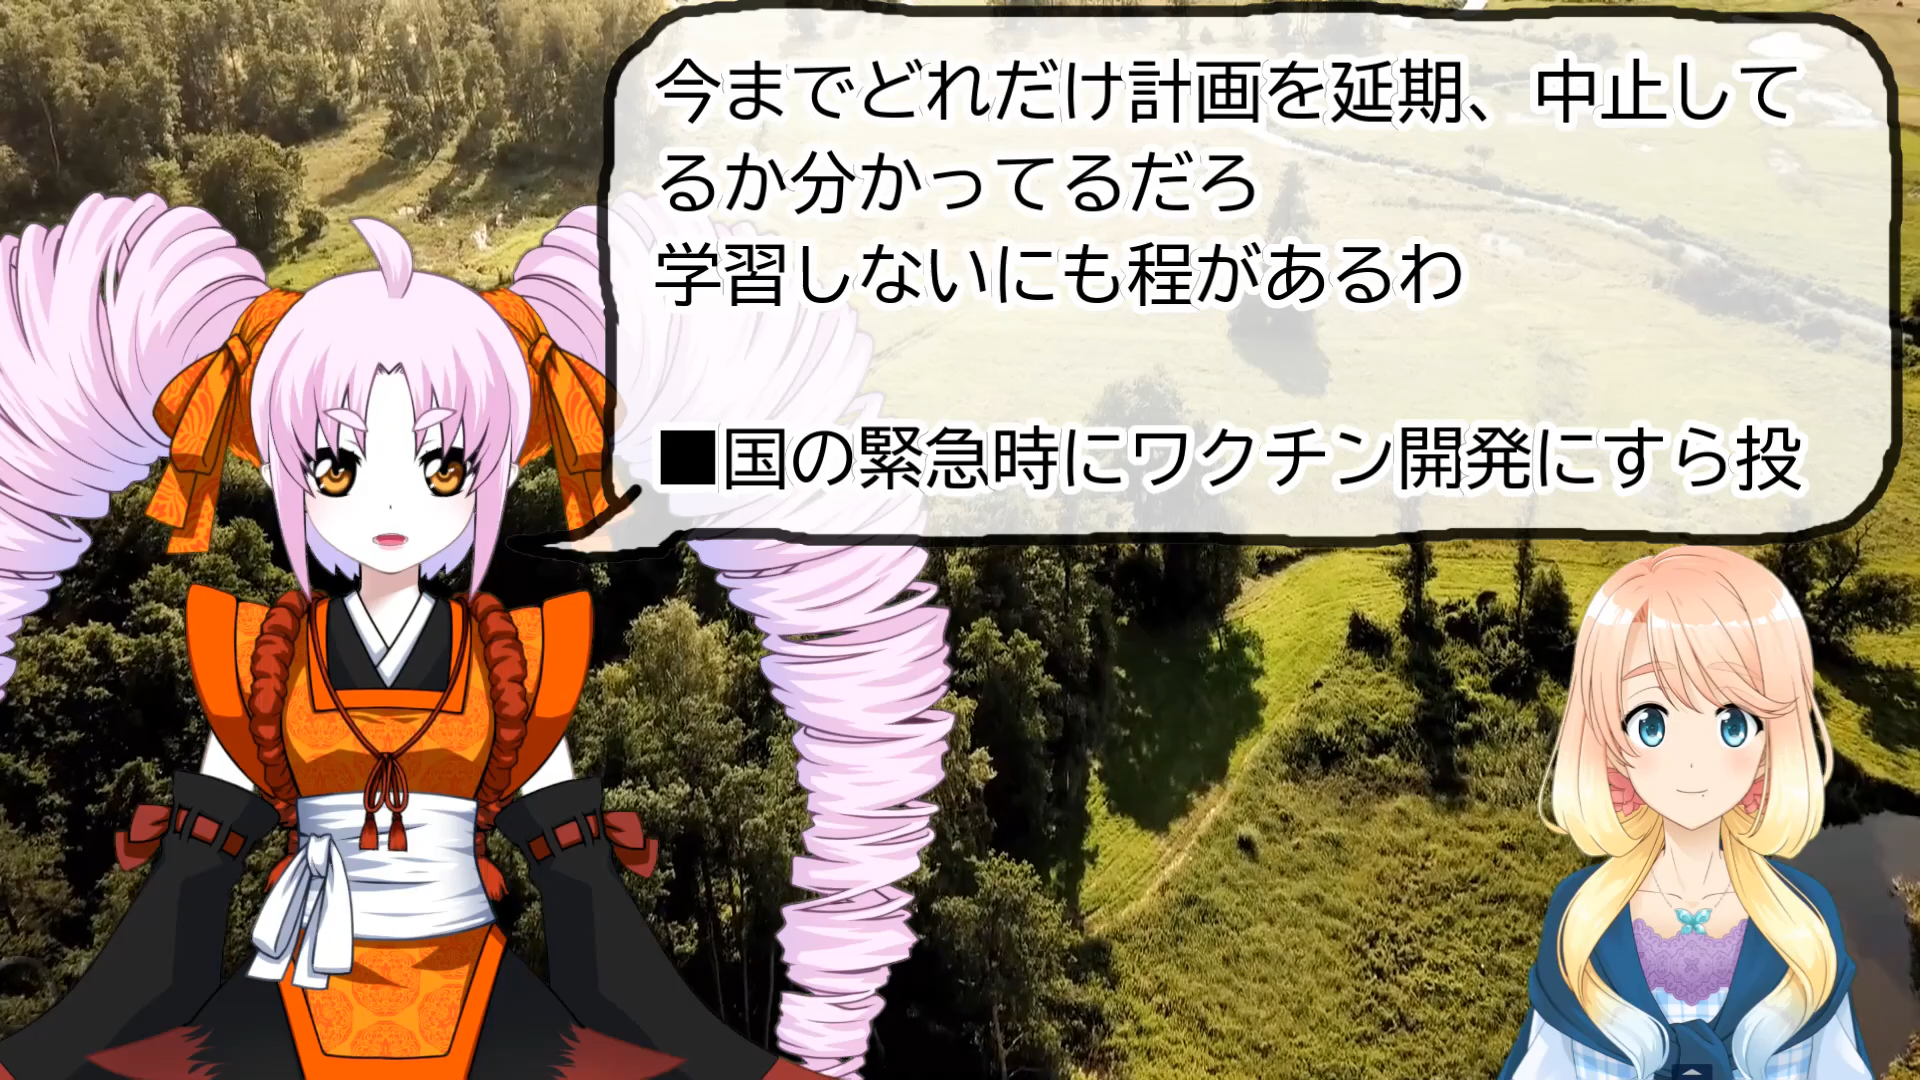 今までどれだけ計画を延期、中止して
るか分かってるだろ
学習しないにも程があるわ
■国の緊急時にワクチン開発にすら投